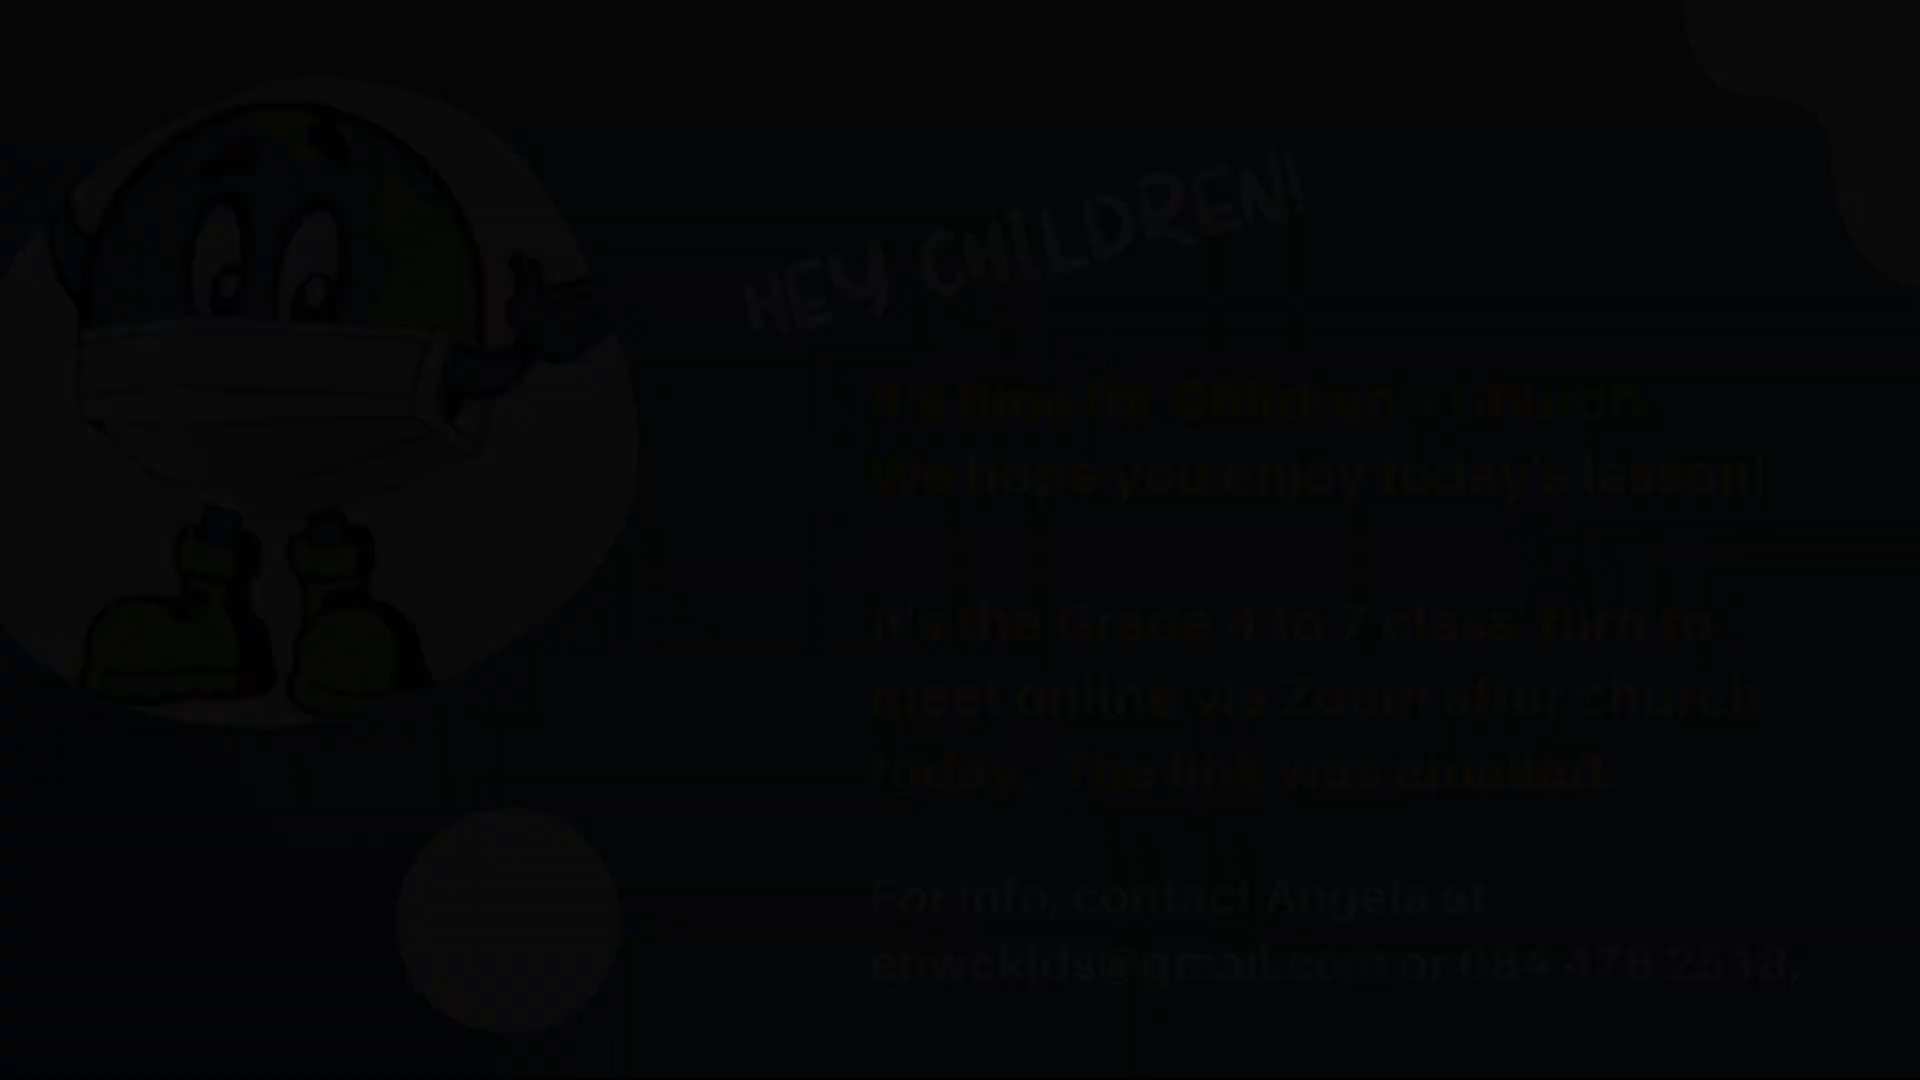 HEY CHILDREN!
It's time for Children's Church.
We hope you enjoy today's lesson!
It's the Grade 4 to 7 class' turn to
meet online via Zoom after church
today. The link was emailed.
For info, contact Angela at
enwckids@gmail.com or 084 478 2518.